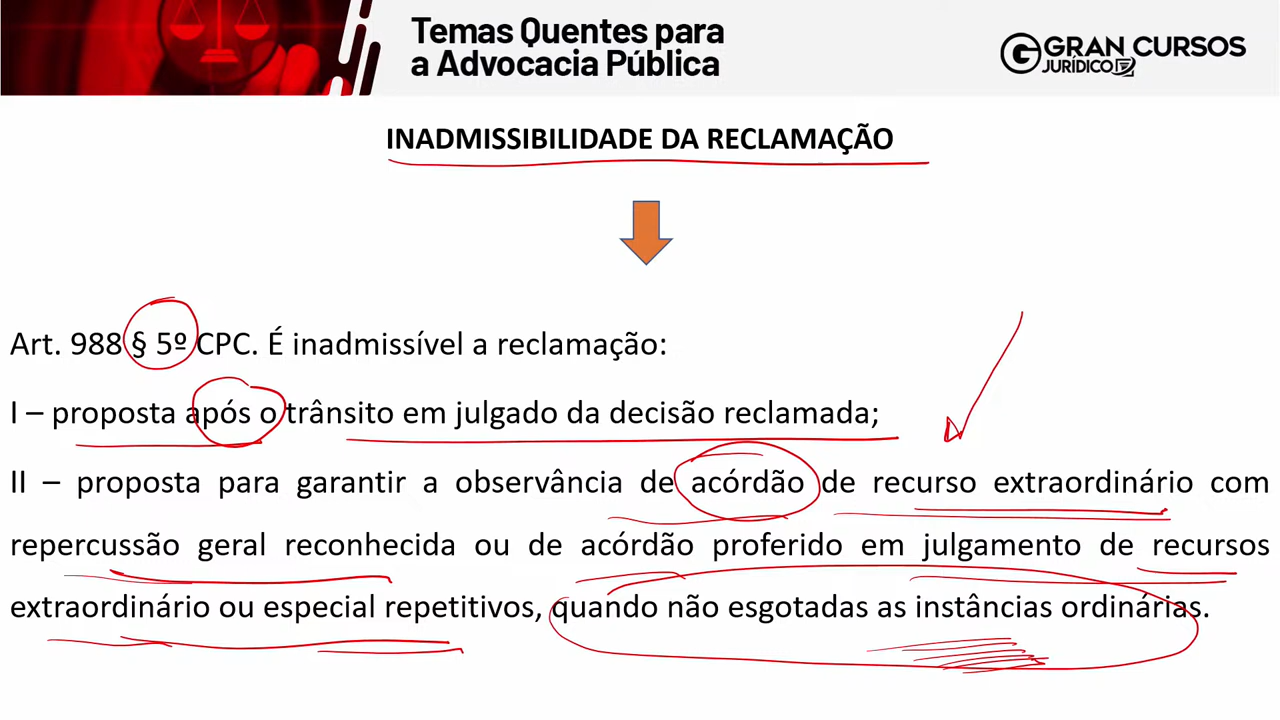 Temas Quentes para
a Advocacia Pública
GRAN CURSOS
JURÍDICO
INADMISSIBILIDADE DA RECLAMAÇÃO
Art. 988 § 5º CPC. É inadmissível a reclamação:
I – proposta após o trânsito em julgado da decisão reclamada;
II – proposta para garantir a observância de acórdão de recurso extraordinário com
repercussão geral reconhecida ou de acórdão proferido em julgamento de recursos
extraordinário ou especial repetitivos, quando não esgotadas as instâncias ordinárias.